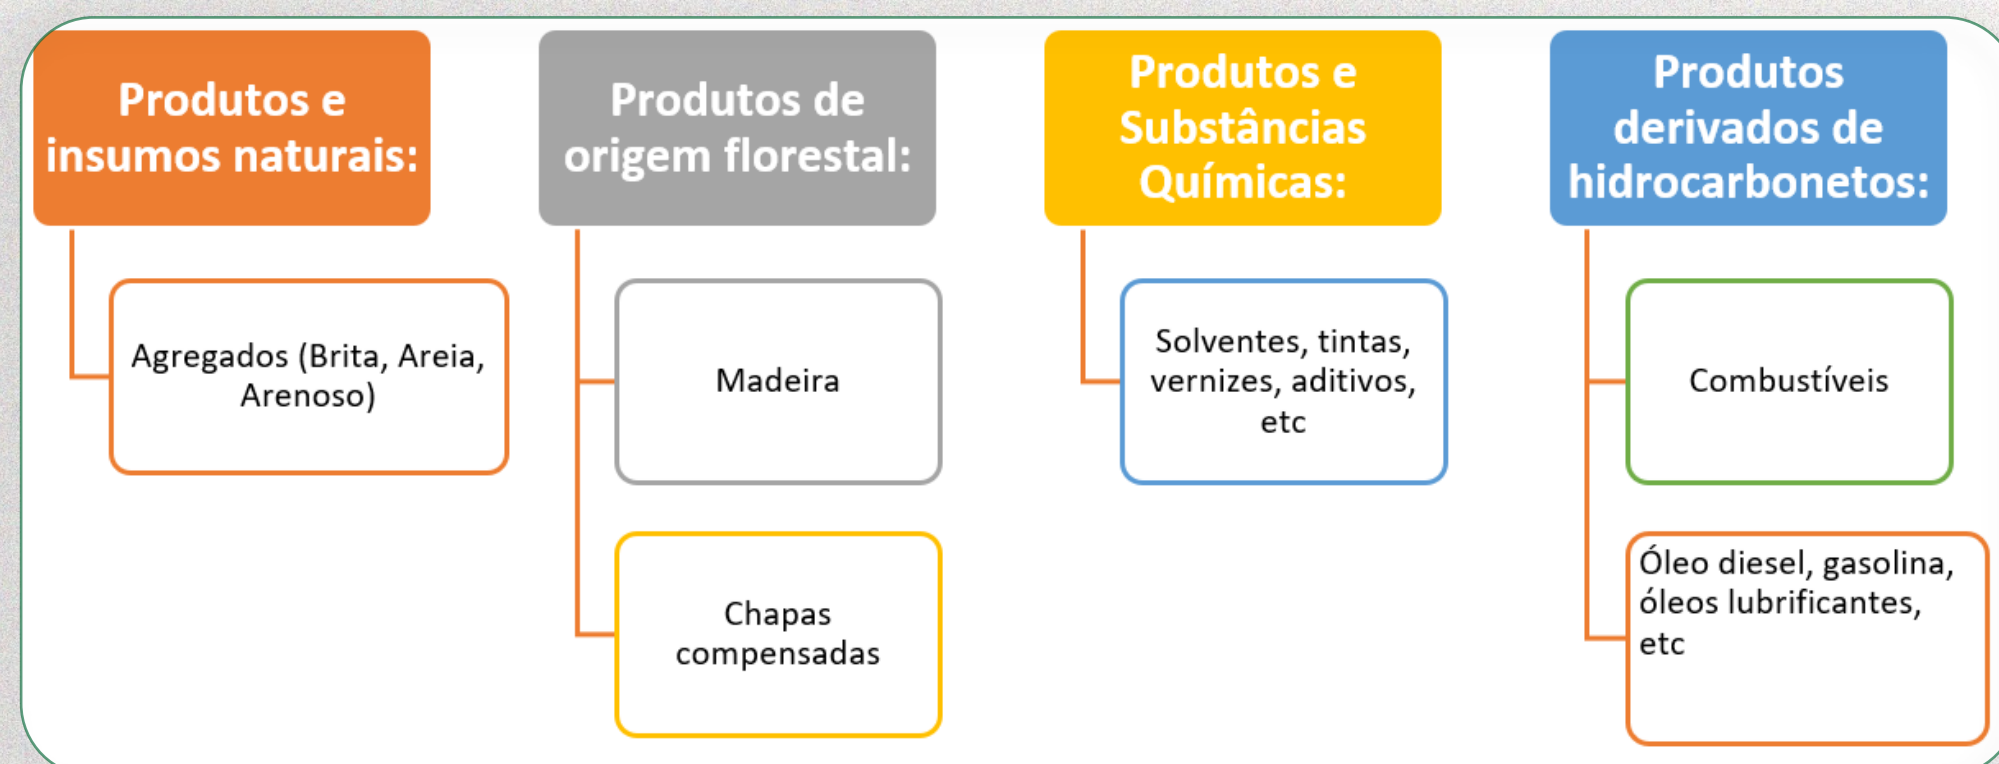 Produtos e
insumos naturais:
Agregados (Brita, Areia,
Arenoso)
Produtos de
origem florestal:
Madeira
Chapas
compensadas
Produtos e
Substâncias
Químicas:
Solventes, tintas,
vernizes, aditivos,
etc
Produtos
derivados de
hidrocarbonetos:
Combustíveis
Óleo diesel, gasolina,
óleos lubrificantes,
etc